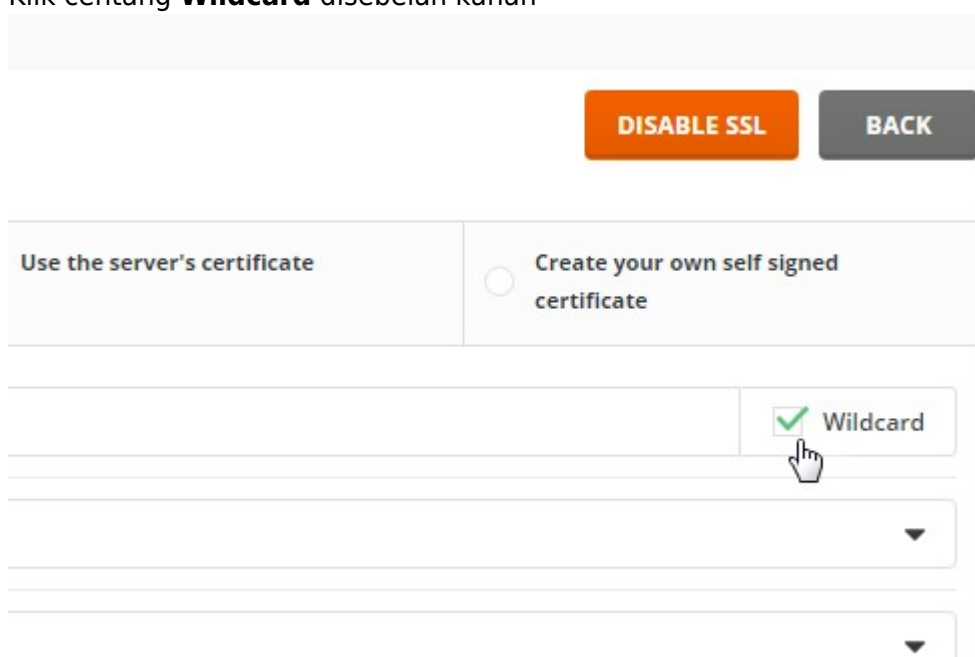 Klik centang Wildcard disebelah kanan
DISABLE SSL BACK
Use the server's certificate
Create your own self signed
certificate
Wildcard